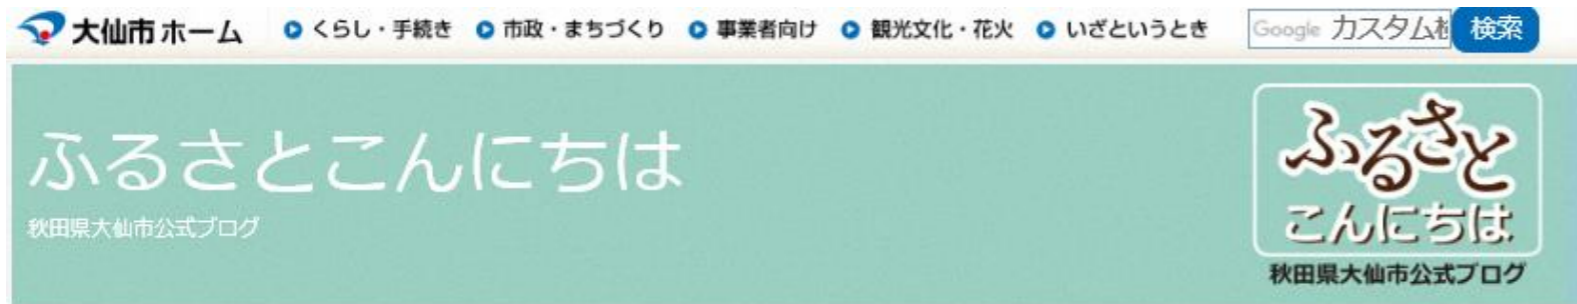 大仙市ホーム くらし・手続き 市政・まちづくり 事業者向け 観光文化・花火 いざというとき Google カスタム 検索
ふるさとこんにちは
秋田県大仙市公式ブログ
ふるさと
こんにちは
秋田県大仙市公式ブログ